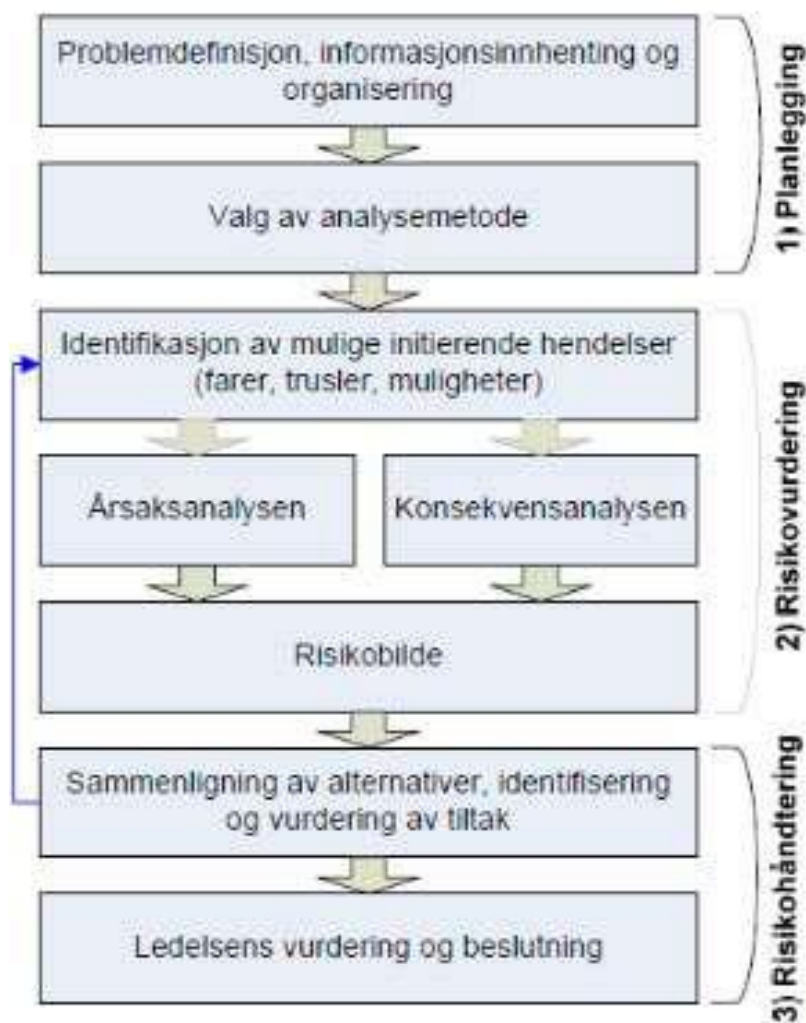 Problemdefinisjon, informasjonsinnhenting og
organisering
Valg av analysemetode
1) Planlegging
Identifikasjon av mulige initierende hendelser
(farer, trusler, muligheter)
Årsaksanalysen
Konsekvensanalysen
Risikobilde
2) Risikovurdering
Sammenligning av alternativer, identifisering
og vurdering av tiltak
Ledelsens vurdering og beslutning
3) Risikohåndtering